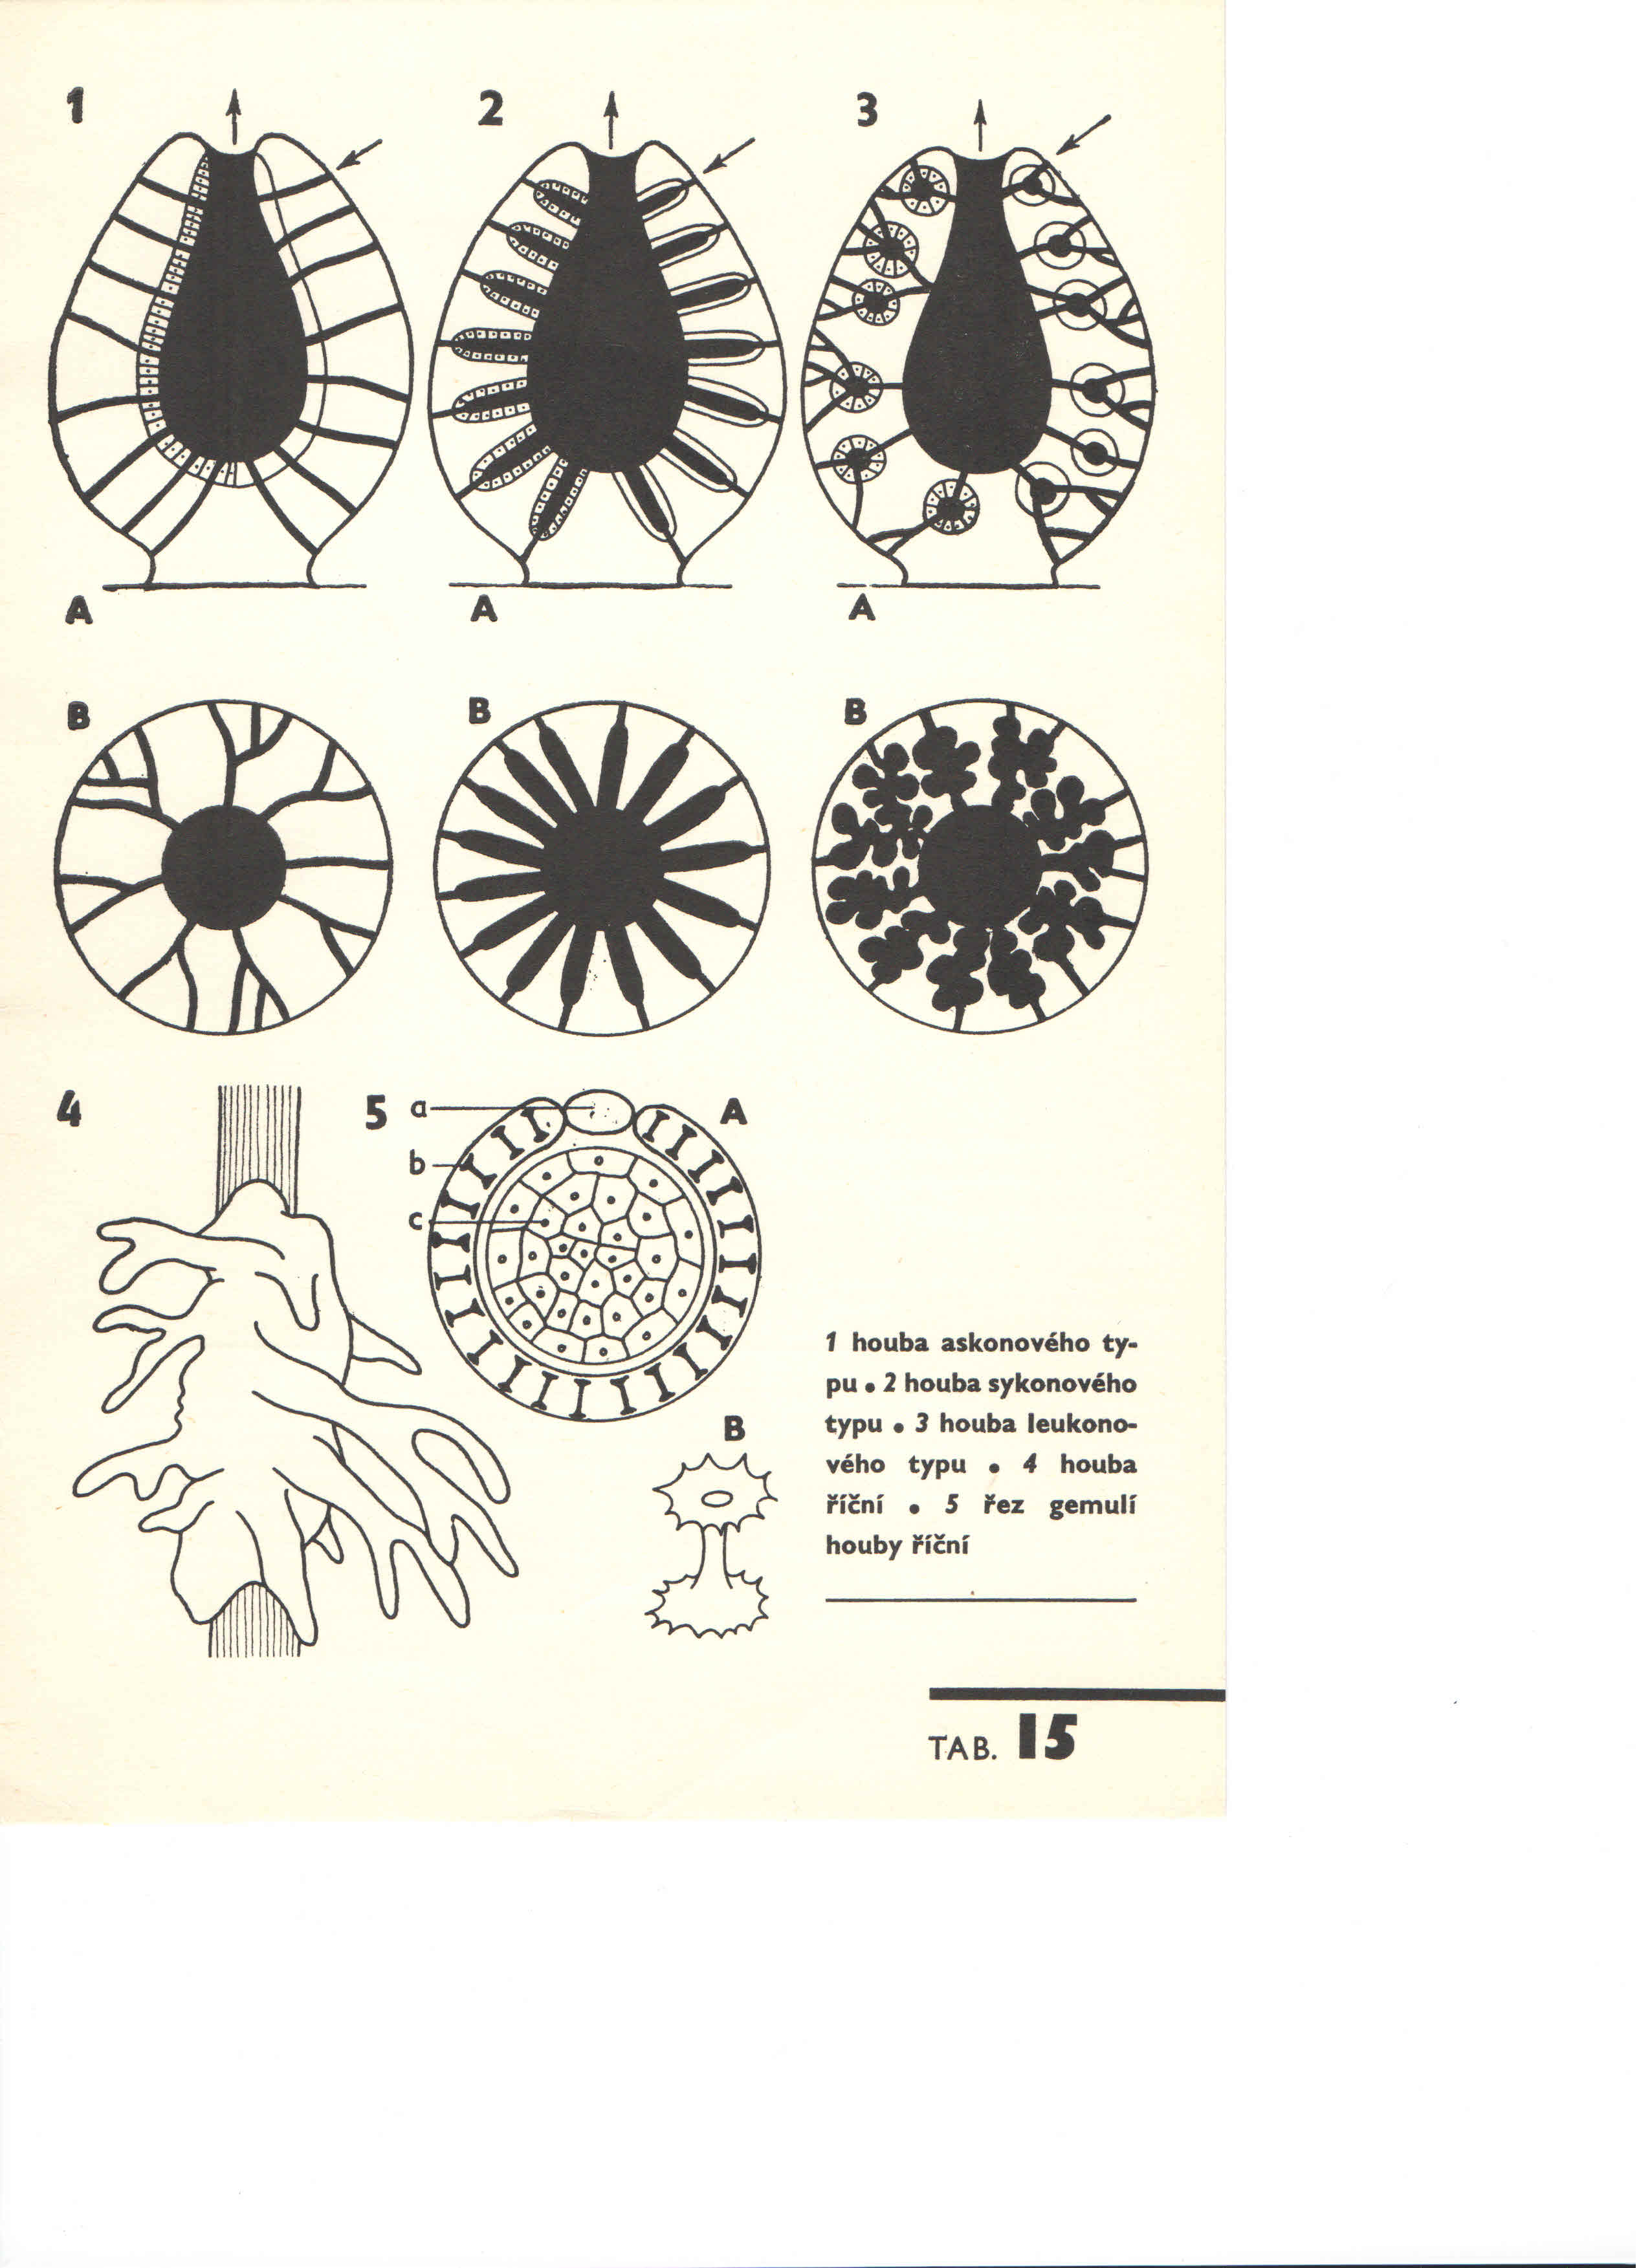 1
2
3
A
A
A
B
B
B
4
5
a
A
b
c
B
1 houba askonového ty-
pu • 2 houba sykonového
typu • 3 houba leukono-
vého typu • 4 houba
říční • 5 řez gemulí
houby říční
TAB. 15